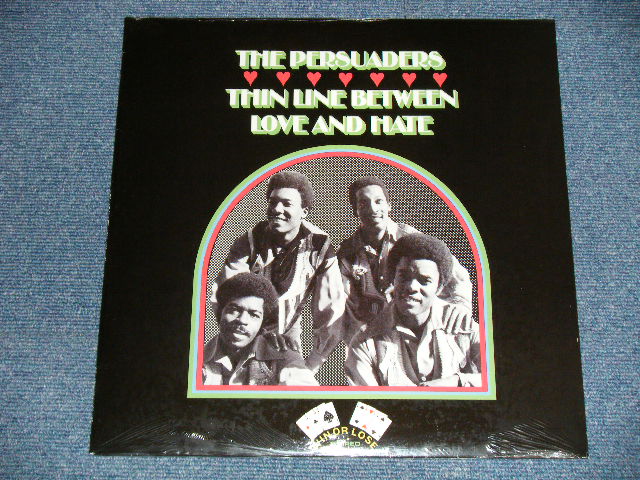 THE PERSUADERS
THIN LINE BETWEEN
LOVE AND HATE
WIN OR LOSE